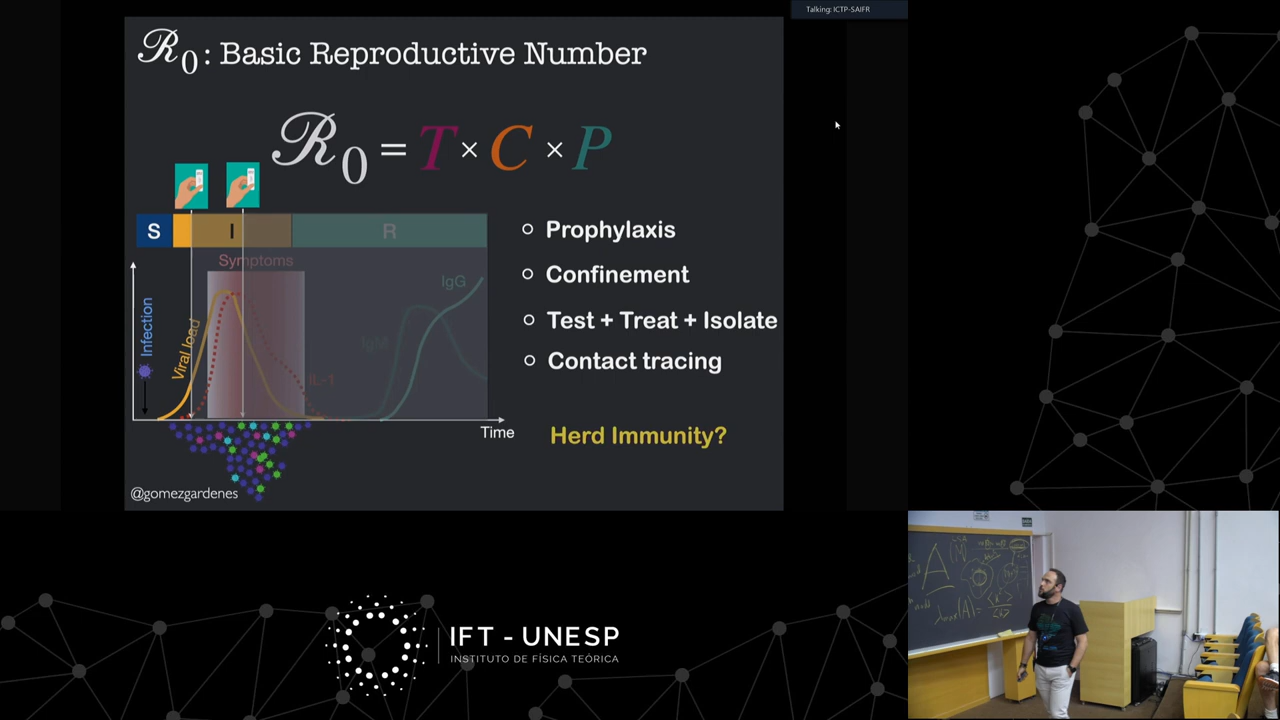 Talking: ICTP-SAIFR
ℛ0: Basic Reproductive Number
ℛ0 = T × C × P
S I R
Symptoms
IgG
IgM
IL-1
Infection
Viral load
Time
Prophylaxis
Confinement
Test + Treat + Isolate
Contact tracing
Herd Immunity?
@gomezgardenes
IFT - UNESP
INSTITUTO DE FÍSICA TEÓRICA
A